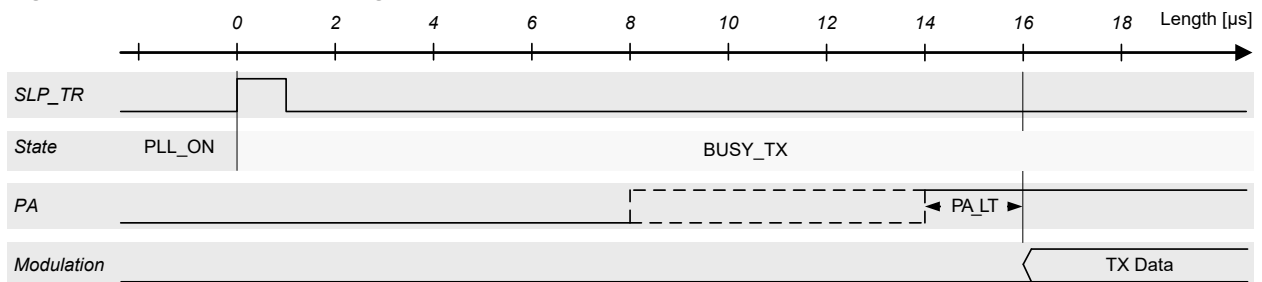 0 2 4 6 8 10 12 14 16 18 Length [µs]
SLP_TR
State PLL_ON BUSY_TX
PA PA_LT
Modulation TX Data